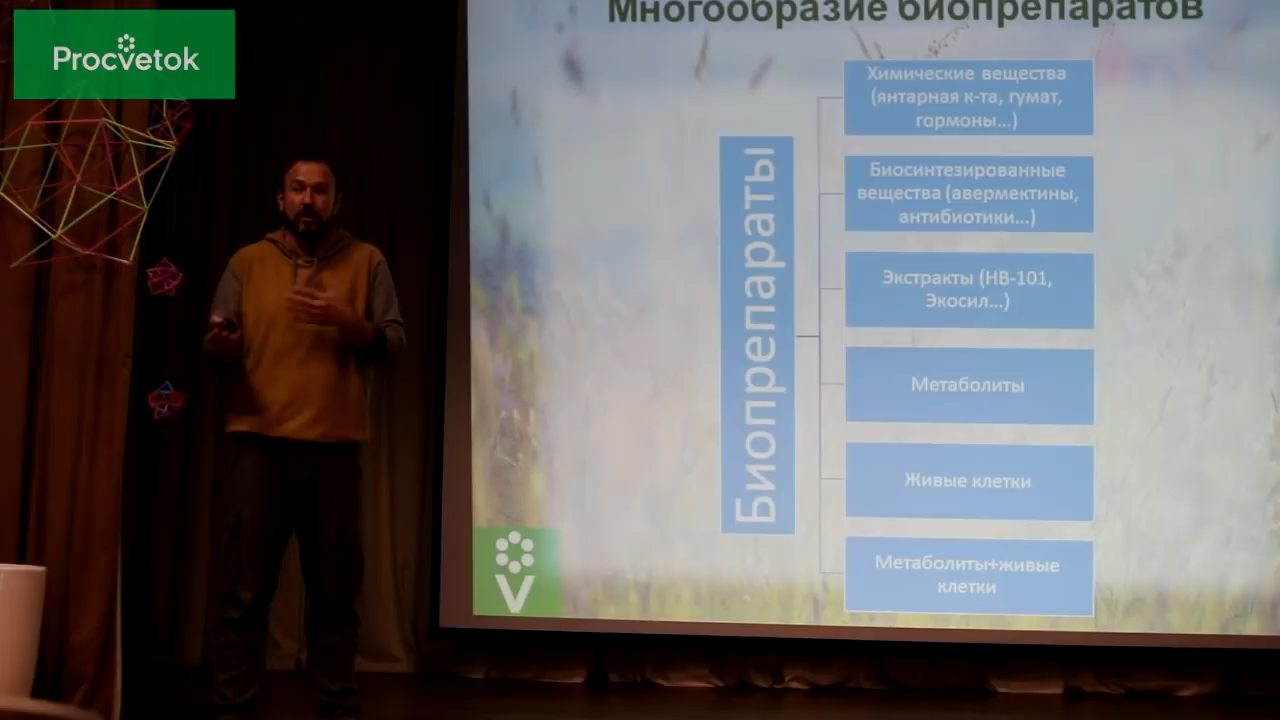 Procvetok
Многообразие биопрепаратов
Биопрепараты
Химические вещества
(янтарная к-та, гумат,
гормоны...)
Биосинтезированные
вещества (авермектины,
антибиотики...)
Экстракты (НВ-101,
Экосил...)
Метаболиты
Живые клетки
Метаболиты+живые
клетки
V